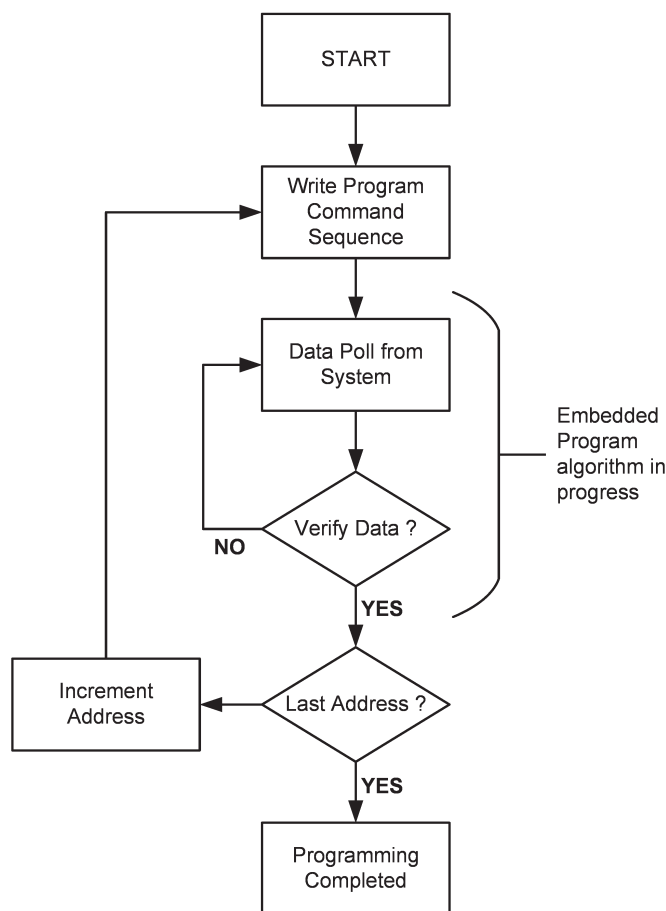 START
Write Program
Command
Sequence
Data Poll from
System
Embedded
Program
algorithm in
progress
Verify Data ?
NO
YES
Increment
Address
Last Address ?
YES
Programming
Completed